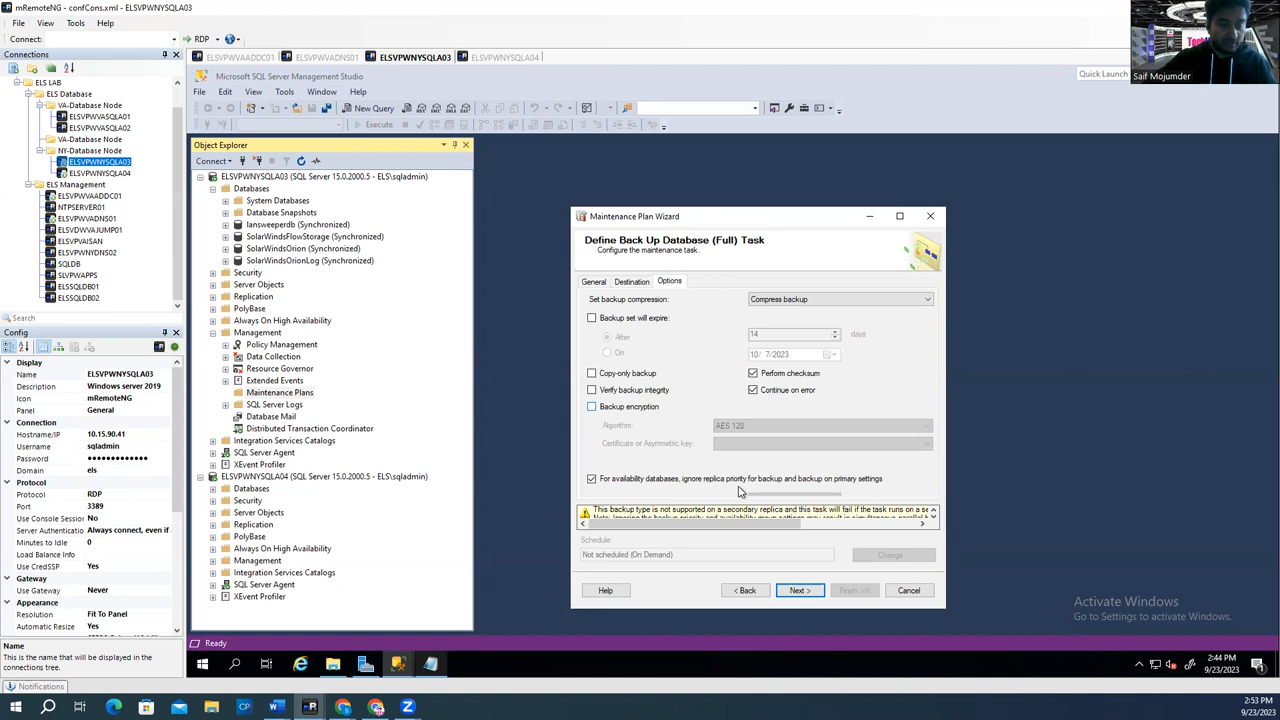 mRemoteNG - confCons.xml - ELSVPWNYSQLA03
File View Tools Help
Connect: RDP
Connections
ELS LAB
ELS Database
VA-Database Node
ELSVPWVASQLA01
ELSVPWVASQLA02
VA-Database Node
NY-Database Node
ELSVPWNYSQLA03
ELSVPWNYSQLA04
ELS Management
ELSVPWVAADDC01
NTPSERVER01
ELSVPWVADNS01
ELSVDWVAJUMP01
ELSVPVAISAN
ELSVPWNYDNS02
SQLDB
SLVPWAPPS
ELSSQLDB01
ELSSQLDB02
Search
Config
Display
Name ELSVPWNYSQLA03
Description Windows server 2019
Icon mRemoteNG
Panel General
Connection
Hostname/IP 10.15.90.41
Username sqladmin
Password ●●●●●●●●●●●●●
Domain els
Protocol
Protocol RDP
Port 3389
Use Console Session No
Server Authentication Always connect, even if
Minutes to Idle 0
Load Balance Info
Use CredSSP Yes
Gateway
Use Gateway Never
Appearance
Resolution Fit To Panel
Automatic Resize Yes
Name
This is the name that will be displayed in the connections tree.
Notifications
ELSVPWVAADDC01 ELSVPWVADNS01 ELSVPWNYSQLA03 ELSVPWNYSQLA04
Microsoft SQL Server Management Studio
Quick Launch
File Edit View Tools Window Help
New Query
Execute
Object Explorer
Connect
ELSVPWNYSQLA03 (SQL Server 15.0.2000.5 - ELS\sqladmin)
Databases
System Databases
Database Snapshots
lansweeperdb (Synchronized)
SolarWindsFlowStorage (Synchronized)
SolarWindsOrion (Synchronized)
SolarWindsOrionLog (Synchronized)
Security
Server Objects
Replication
PolyBase
Always On High Availability
Management
Policy Management
Data Collection
Resource Governor
Extended Events
Maintenance Plans
SQL Server Logs
Database Mail
Distributed Transaction Coordinator
Integration Services Catalogs
SQL Server Agent
XEvent Profiler
ELSVPWNYSQLA04 (SQL Server 15.0.2000.5 - ELS\sqladmin)
Databases
Security
Server Objects
Replication
PolyBase
Always On High Availability
Management
Integration Services Catalogs
SQL Server Agent
XEvent Profiler
Ready
Maintenance Plan Wizard
Define Back Up Database (Full) Task
Configure the maintenance task.
General Destination Options
Set backup compression: Compress backup
Backup set will expire:
After 14 days
On 10/ 7/2023
Copy-only backup Perform checksum
Verify backup integrity Continue on error
Backup encryption
Algorithm: AES 128
Certificate or Asymmetric key:
For availability databases, ignore replica priority for backup and backup on primary settings
This backup type is not supported on a secondary replica and this task will fail if the task runs on a se
Schedule:
Not scheduled (On Demand) Change...
Help < Back Next > Finish >>| Cancel
Activate Windows
Go to Settings to activate Windows.
2:44 PM
9/23/2023
2:53 PM
9/23/2023
Saif Mojumder